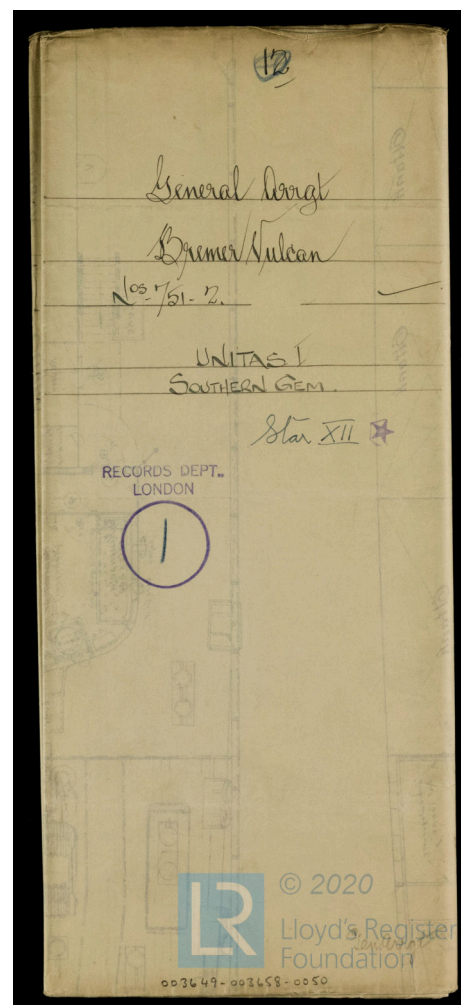 12
General Arrgt
Bremer Vulcan
Nos 751-2.
UNITAS I
SOUTHERN GEM.
Star XII
RECORDS DEPT.
LONDON
1
LR
© 2020
Lloyd's Register
Foundation
003649-003658-0050